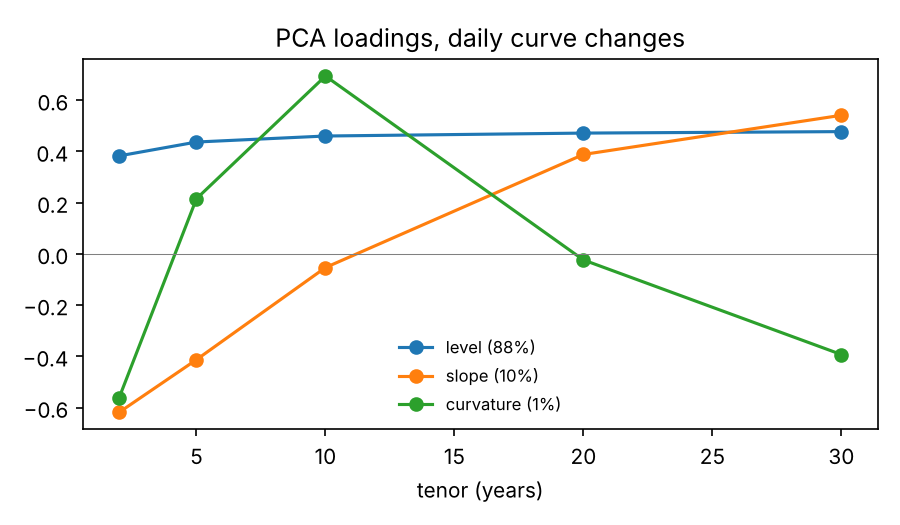 PCA loadings, daily curve changes
0.6
0.4
0.2
0.0
−0.2
−0.4
−0.6
level (88%)
slope (10%)
curvature (1%)
5 10 15 20 25 30
tenor (years)